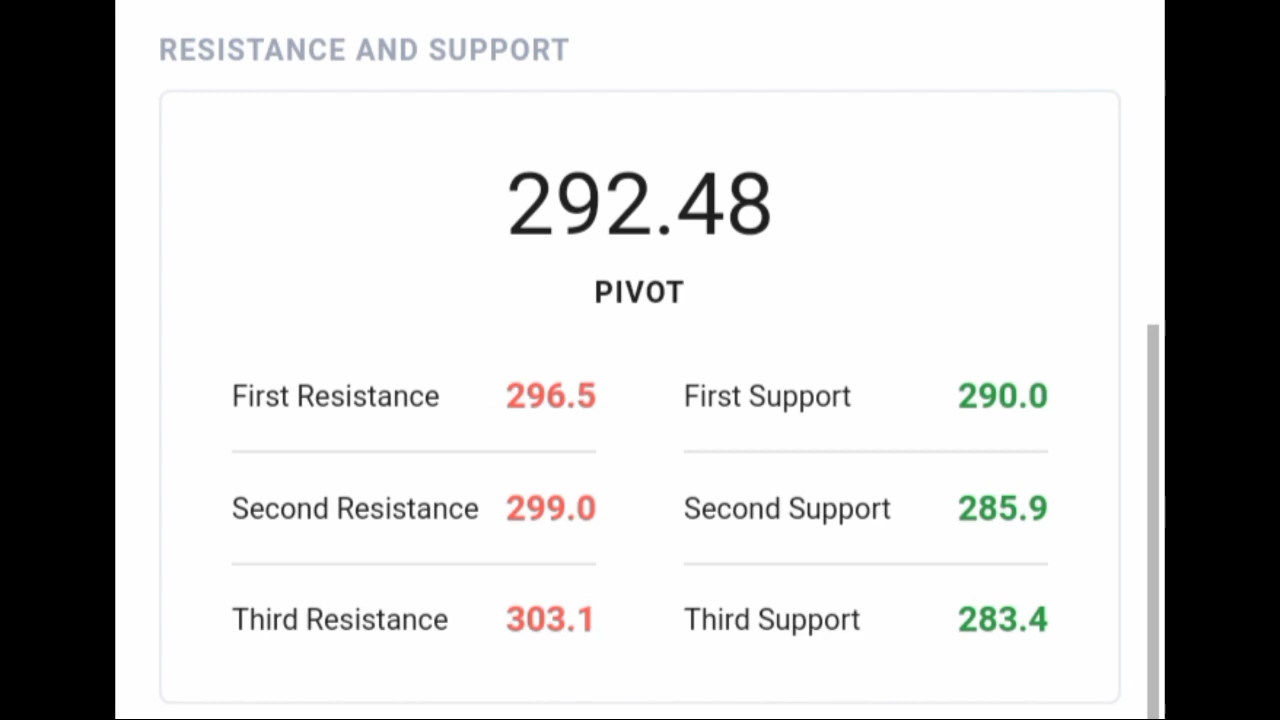 RESISTANCE AND SUPPORT
292.48
PIVOT
First Resistance 296.5 First Support 290.0
Second Resistance 299.0 Second Support 285.9
Third Resistance 303.1 Third Support 283.4